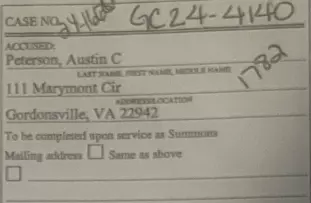 CASE NO. GC24-4140
ACCUSED:
Peterson, Austin C
LAST NAME, FIRST NAME, MIDDLE NAME
1782
111 Marymont Cir
ADDRESS/LOCATION
Gordonsville, VA 22942
To be completed upon service as Summons
Mailing address Same as above